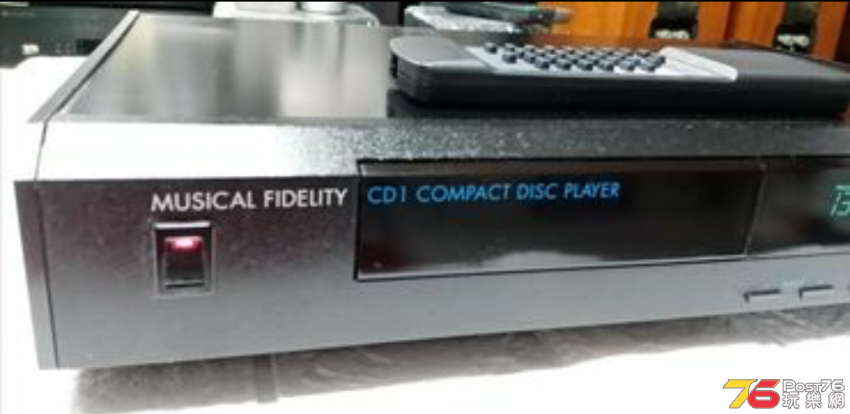 MUSICAL FIDELITY
CD1 COMPACT DISC PLAYER
76 Post76
玩樂網